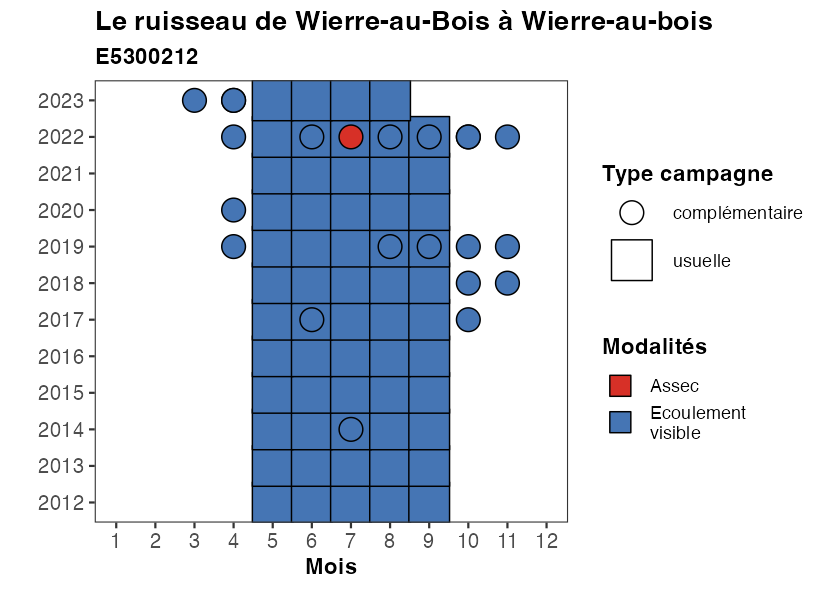 Le ruisseau de Wierre-au-Bois à Wierre-au-bois
E5300212
2023
2022
2021
2020
2019
2018
2017
2016
2015
2014
2013
2012
1 2 3 4 5 6 7 8 9 10 11 12
Mois
Type campagne
complémentaire
usuelle
Modalités
Assec
Ecoulement
visible